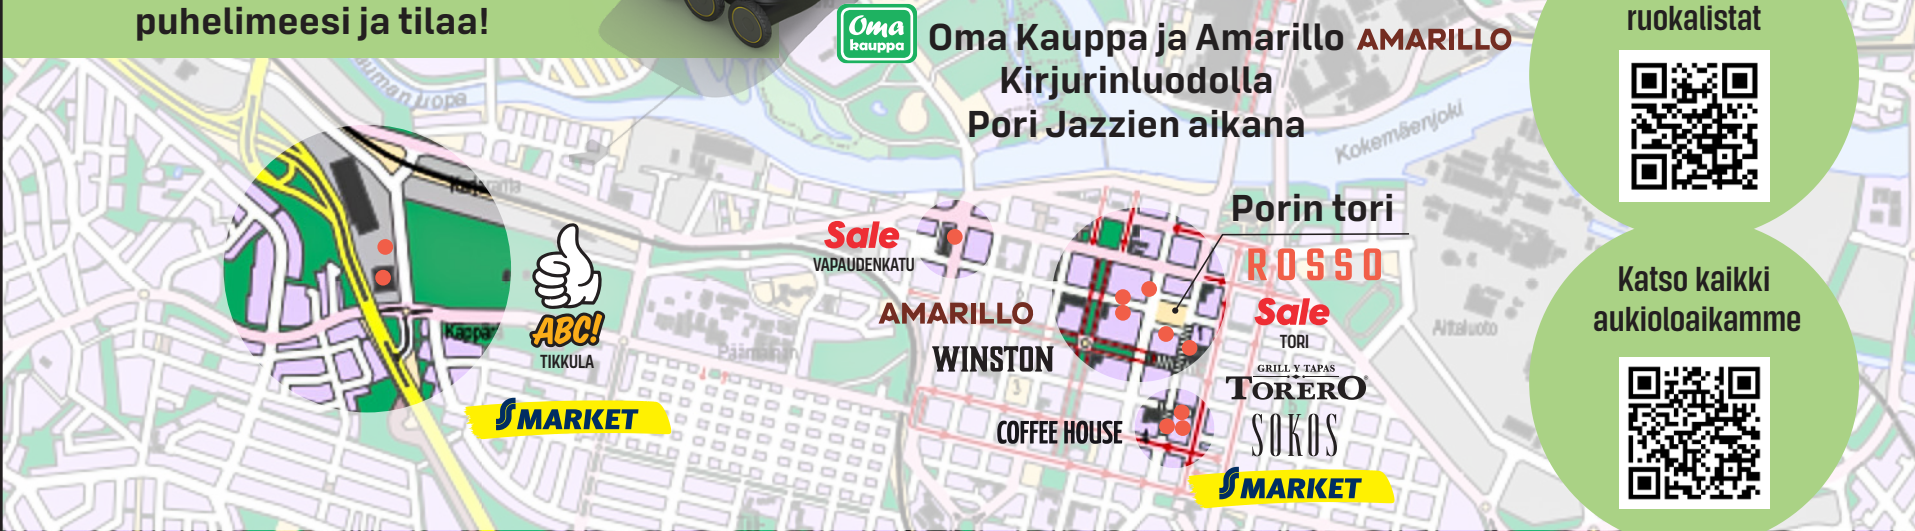 puhelimeesi ja tilaa!
Oma
kauppa
Oma Kauppa ja Amarillo AMARILLO
Kirjurinluodolla
Pori Jazzien aikana
ruokalistat
Kokemäenjoki
Porin tori
ROSSO
Sale
VAPAUDENKATU
Sale
TORI
AMARILLO
WINSTON
GRILL Y TAPAS
TORERO
COFFEE HOUSE
SOKOS
S MARKET
ABC!
TIKKULA
S MARKET
Aittaluoto
Katso kaikki
aukioloaikamme